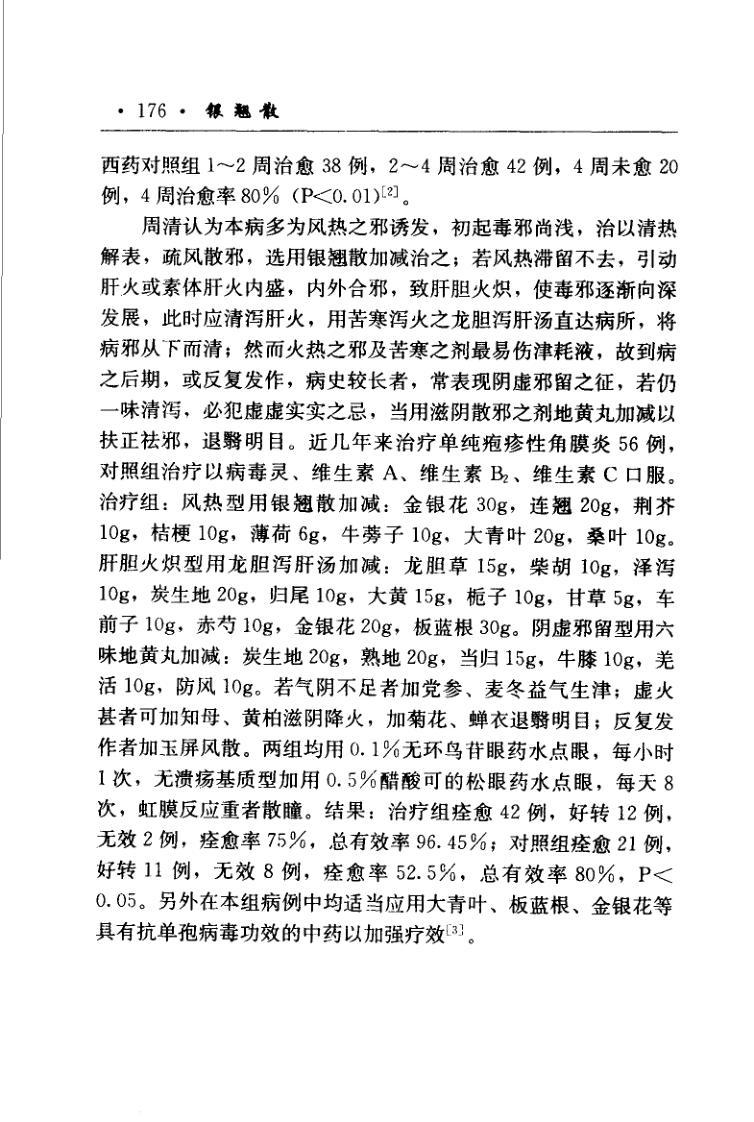 · 176 · 银翘散
西药对照组 1～2 周治愈 38 例，2～4 周治愈 42 例，4 周未愈 20
例，4 周治愈率 80％（P<0.01）[2]。
周清认为本病多为风热之邪诱发，初起毒邪尚浅，治以清热
解表，疏风散邪，选用银翘散加减治之；若风热滞留不去，引动
肝火或素体肝火内盛，内外合邪，致肝胆火炽，使毒邪逐渐向深
发展，此时应清泻肝火，用苦寒泻火之龙胆泻肝汤直达病所，将
病邪从下而清；然而火热之邪及苦寒之剂最易伤津耗液，故到病
之后期，或反复发作，病史较长者，常表现阴虚邪留之征，若仍
一味清泻，必犯虚虚实实之忌，当用滋阴散邪之剂地黄丸加减以
扶正祛邪，退翳明目。近几年来治疗单纯疱疹性角膜炎 56 例，
对照组治疗以病毒灵、维生素 A、维生素 B₂、维生素 C 口服。
治疗组：风热型用银翘散加减：金银花 30g，连翘 20g，荆芥
10g，桔梗 10g，薄荷 6g，牛蒡子 10g，大青叶 20g，桑叶 10g。
肝胆火炽型用龙胆泻肝汤加减：龙胆草 15g，柴胡 10g，泽泻
10g，炭生地 20g，归尾 10g，大黄 15g，栀子 10g，甘草 5g，车
前子 10g，赤芍 10g，金银花 20g，板蓝根 30g。阴虚邪留型用六
味地黄丸加减：炭生地 20g，熟地 20g，当归 15g，牛膝 10g，羌
活 10g，防风 10g。若气阴不足者加党参、麦冬益气生津；虚火
甚者可加知母、黄柏滋阴降火，加菊花、蝉衣退翳明目；反复发
作者加玉屏风散。两组均用 0.1％无环鸟苷眼药水点眼，每小时
1 次，无溃疡基质型加用 0.5％醋酸可的松眼药水点眼，每天 8
次，虹膜反应重者散瞳。结果：治疗组痊愈 42 例，好转 12 例，
无效 2 例，痊愈率 75％，总有效率 96.45％；对照组痊愈 21 例，
好转 11 例，无效 8 例，痊愈率 52.5％，总有效率 80％，P<
0.05。另外在本组病例中均适当应用大青叶、板蓝根、金银花等
具有抗单孢病毒功效的中药以加强疗效[3]。